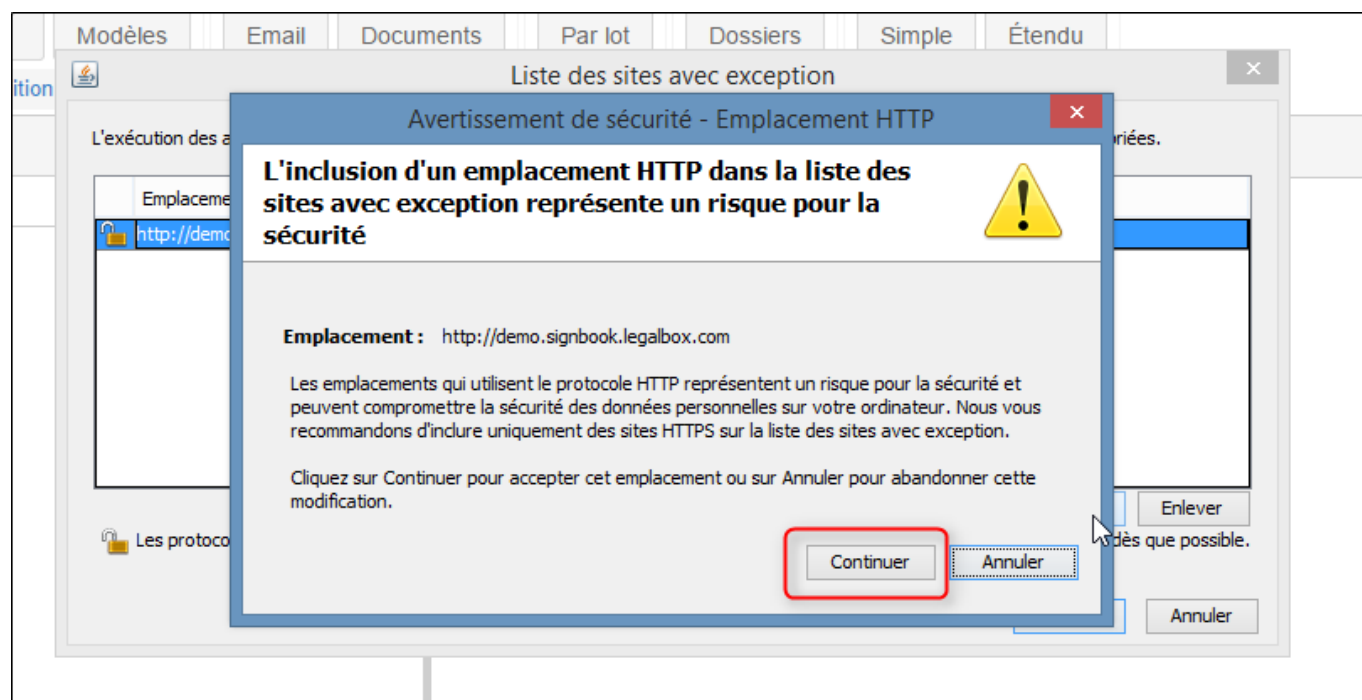 Modèles Email Documents Par lot Dossiers Simple Étendu
Liste des sites avec exception
ition
Avertissement de sécurité - Emplacement HTTP
L'exécution des a
riées.
L'inclusion d'un emplacement HTTP dans la liste des
sites avec exception représente un risque pour la
sécurité
Emplaceme
http://demo
Emplacement : http://demo.signbook.legalbox.com
Les emplacements qui utilisent le protocole HTTP représentent un risque pour la sécurité et
peuvent compromettre la sécurité des données personnelles sur votre ordinateur. Nous vous
recommandons d'inclure uniquement des sites HTTPS sur la liste des sites avec exception.
Cliquez sur Continuer pour accepter cet emplacement ou sur Annuler pour abandonner cette
modification.
Enlever
Les protoco
dès que possible.
Continuer Annuler
Annuler